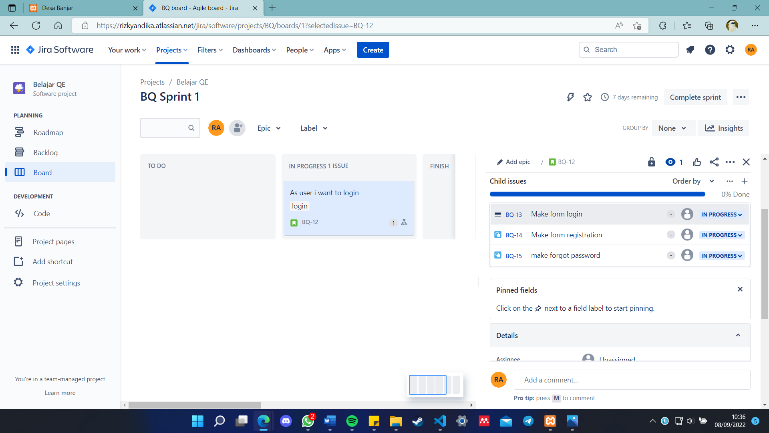 Desa Banjar
Agile board - Jira
https://rizkyandika.atlassian.net/jira/software/projects/BQ/boards/1?selectedIssue=BQ-12
Jira Software
Your work
Projects
Filters
Dashboards
People
Apps
Create
Search
RA
Belajar QE
Software project
PLANNING
Roadmap
Backlog
Board
DEVELOPMENT
Code
Project pages
Add shortcut
Project settings
You're in a team-managed project
Learn more
Projects / Belajar QE
BQ Sprint 1
7 days remaining
Complete sprint
RA
Epic
Label
GROUP BY
None
Insights
TO DO
IN PROGRESS 1 ISSUE
As user i want to login
login
BQ-12
1
FINISH
Add epic / BQ-12
1
Child issues
Order by
0% Done
BQ-13 Make form login - IN PROGRESS
BQ-14 Make form registration - IN PROGRESS
BQ-15 make forgot password - IN PROGRESS
Pinned fields
Click on the next to a field label to start pinning.
Details
Assignee
Unassigned
RA
Add a comment...
Pro tip: press M to comment
2
10:36
08/09/2022